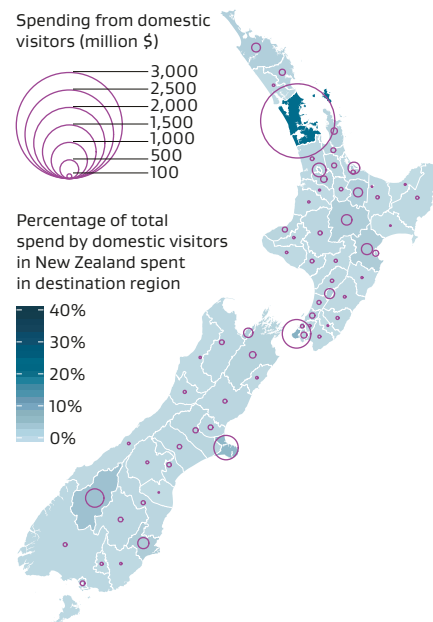 Spending from domestic
visitors (million $)
3,000
2,500
2,000
1,500
1,000
500
100
Percentage of total
spend by domestic visitors
in New Zealand spent
in destination region
40%
30%
20%
10%
0%